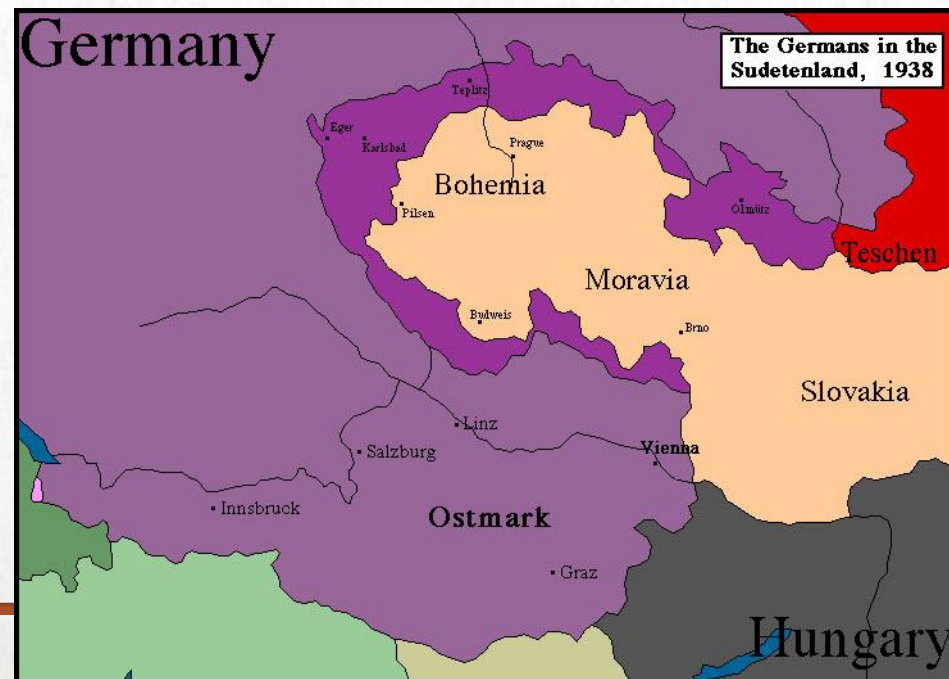 Germany
The Germans in the
Sudetenland, 1938
Teplitz
Eger
Karlsbad
Prague
Bohemia
Pilsen
Olmütz
Teschen
Moravia
Budweis
Brno
Slovakia
Linz
Salzburg
Vienna
Innsbruck
Ostmark
Graz
Hungary